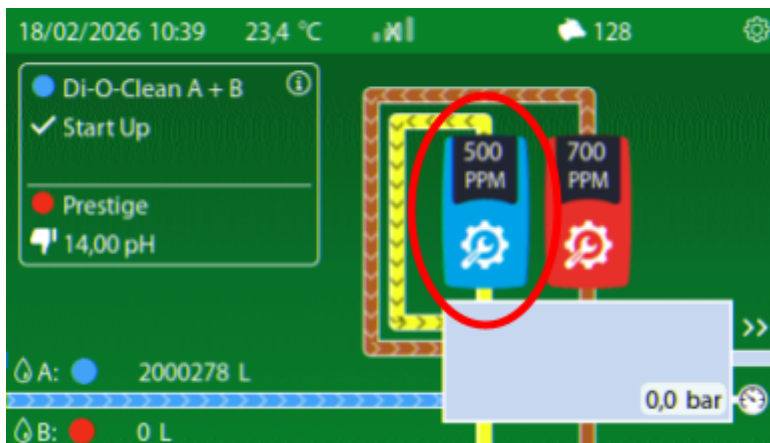 18/02/2026 10:39 23,4 °C 128
Di-O-Clean A + B
Start Up
Prestige
14,00 pH
500 PPM
700 PPM
A: 2000278 L
0,0 bar
B: 0 L